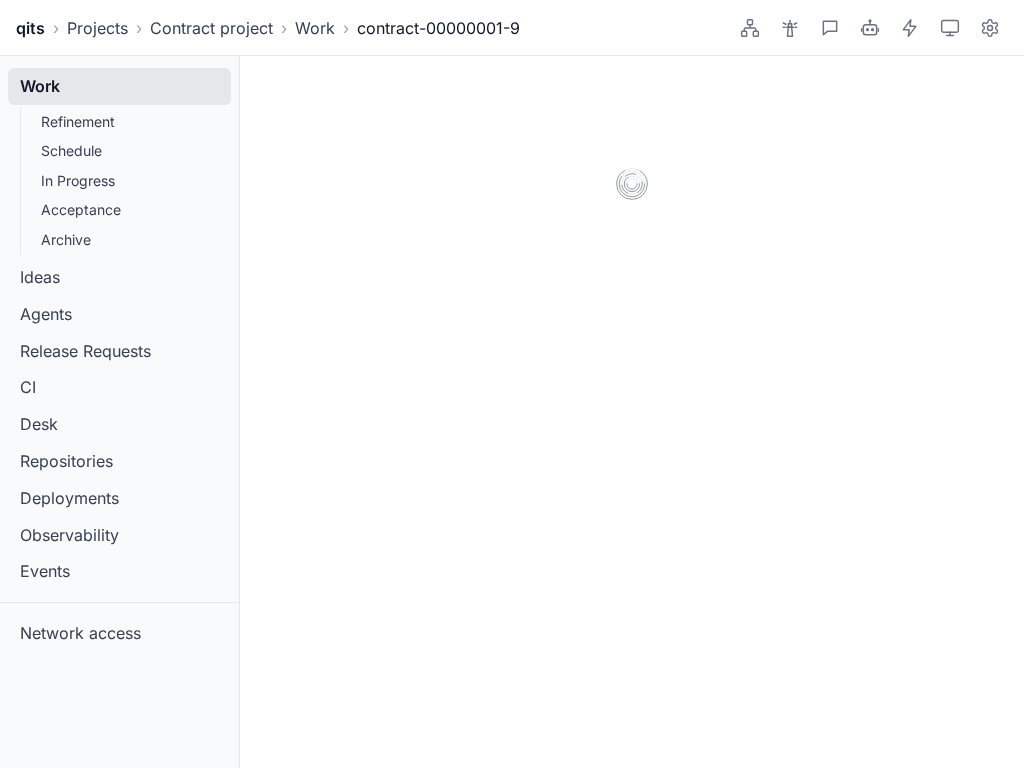 qits › Projects › Contract project › Work › contract-00000001-9
Work
Refinement
Schedule
In Progress
Acceptance
Archive
Ideas
Agents
Release Requests
CI
Desk
Repositories
Deployments
Observability
Events
Network access